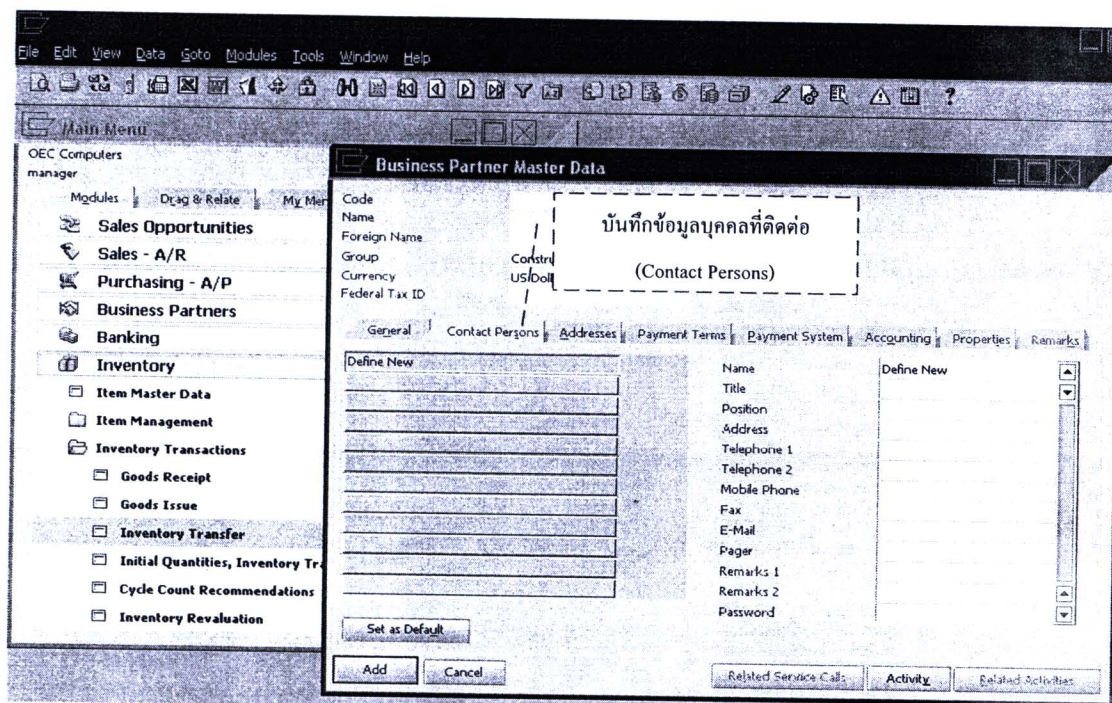 File Edit View Data Goto Modules Tools Window Help
Main Menu
OEC Computers
manager
Modules Drag & Relate My Mer
Sales Opportunities
Sales - A/R
Purchasing - A/P
Business Partners
Banking
Inventory
Item Master Data
Item Management
Inventory Transactions
Goods Receipt
Goods Issue
Inventory Transfer
Initial Quantities, Inventory Tr
Cycle Count Recommendations
Inventory Revaluation
Business Partner Master Data
Code
Name
Foreign Name
Group Constru
Currency US Doll
Federal Tax ID
บันทึกข้อมูลบุคคลที่ติดต่อ
(Contact Persons)
General Contact Persons Addresses Payment Terms Payment System Accounting Properties Remarks
Define New
Name Define New
Title
Position
Address
Telephone 1
Telephone 2
Mobile Phone
Fax
E-Mail
Pager
Remarks 1
Remarks 2
Password
Set as Default
Add Cancel Related Service Calls Activity Related Activities